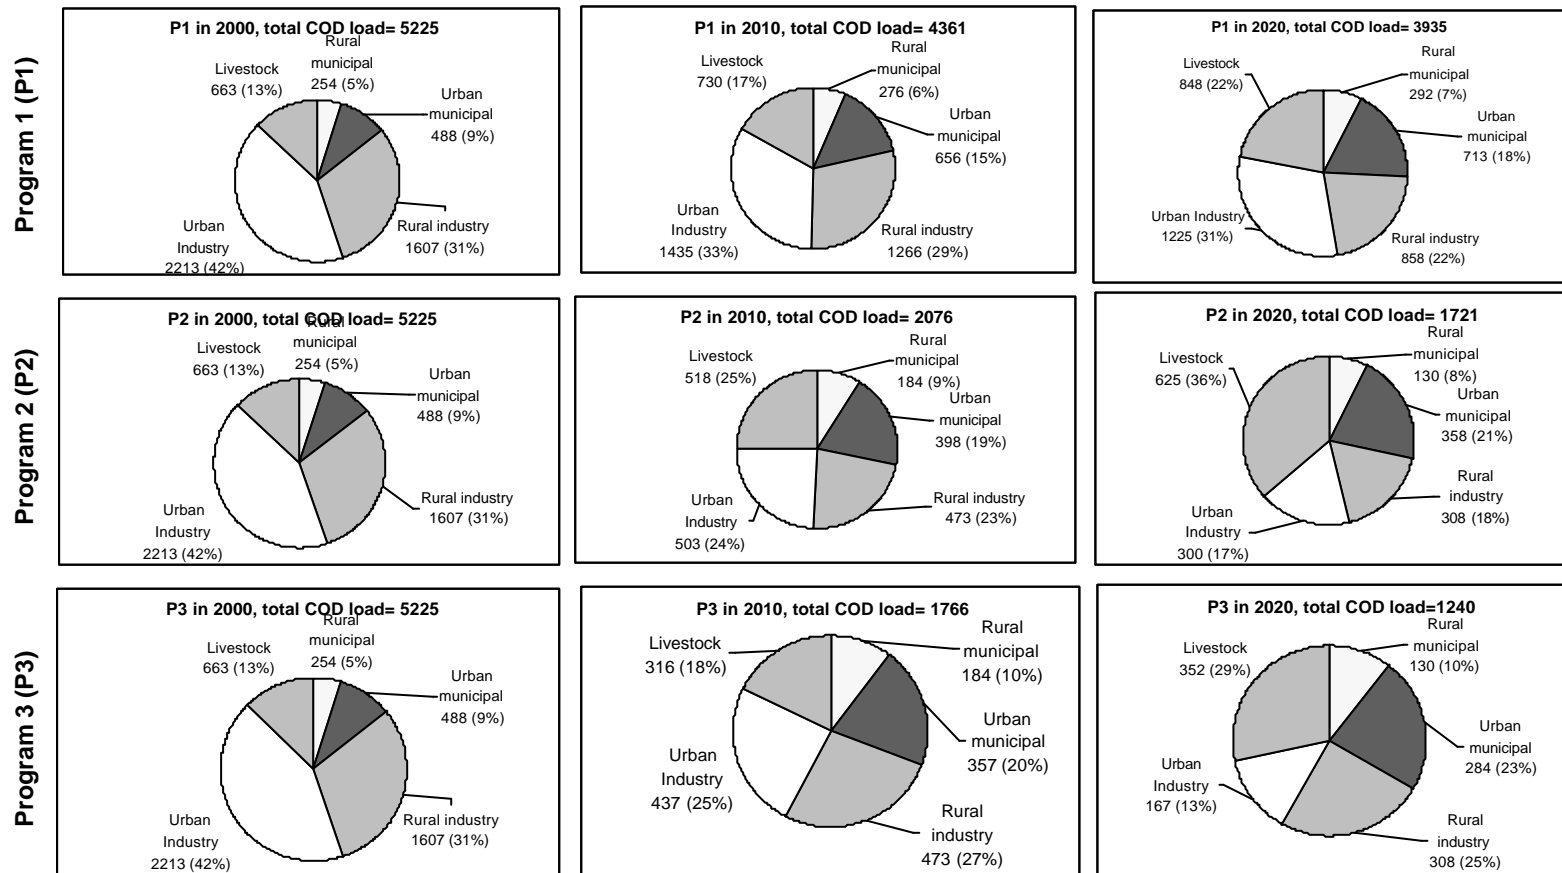 Program 1 (P1)
P1 in 2000, total COD load= 5225
Rural
municipal
254 (5%)
Livestock
663 (13%)
Urban
municipal
488 (9%)
Urban
Industry
2213 (42%)
Rural industry
1607 (31%)
P1 in 2010, total COD load= 4361
Rural
municipal
276 (6%)
Livestock
730 (17%)
Urban
municipal
656 (15%)
Urban
Industry
1435 (33%)
Rural industry
1266 (29%)
P1 in 2020, total COD load= 3935
Rural
municipal
292 (7%)
Livestock
848 (22%)
Urban
municipal
713 (18%)
Urban Industry
1225 (31%)
Rural industry
858 (22%)
Program 2 (P2)
P2 in 2000, total COD load= 5225
Rural
municipal
254 (5%)
Livestock
663 (13%)
Urban
municipal
488 (9%)
Urban
Industry
2213 (42%)
Rural industry
1607 (31%)
P2 in 2010, total COD load= 2076
Rural
municipal
184 (9%)
Livestock
518 (25%)
Urban
municipal
398 (19%)
Urban
Industry
503 (24%)
Rural industry
473 (23%)
P2 in 2020, total COD load= 1721
Rural
municipal
130 (8%)
Livestock
625 (36%)
Urban
municipal
358 (21%)
Rural
industry
308 (18%)
Urban
Industry
300 (17%)
Program 3 (P3)
P3 in 2000, total COD load= 5225
Rural
municipal
254 (5%)
Livestock
663 (13%)
Urban
municipal
488 (9%)
Urban
Industry
2213 (42%)
Rural industry
1607 (31%)
P3 in 2010, total COD load= 1766
Rural
municipal
184 (10%)
Livestock
316 (18%)
Urban
municipal
357 (20%)
Urban
Industry
437 (25%)
Rural
industry
473 (27%)
P3 in 2020, total COD load=1240
Rural
municipal
130 (10%)
Livestock
352 (29%)
Urban
municipal
284 (23%)
Urban
Industry
167 (13%)
Rural
industry
308 (25%)